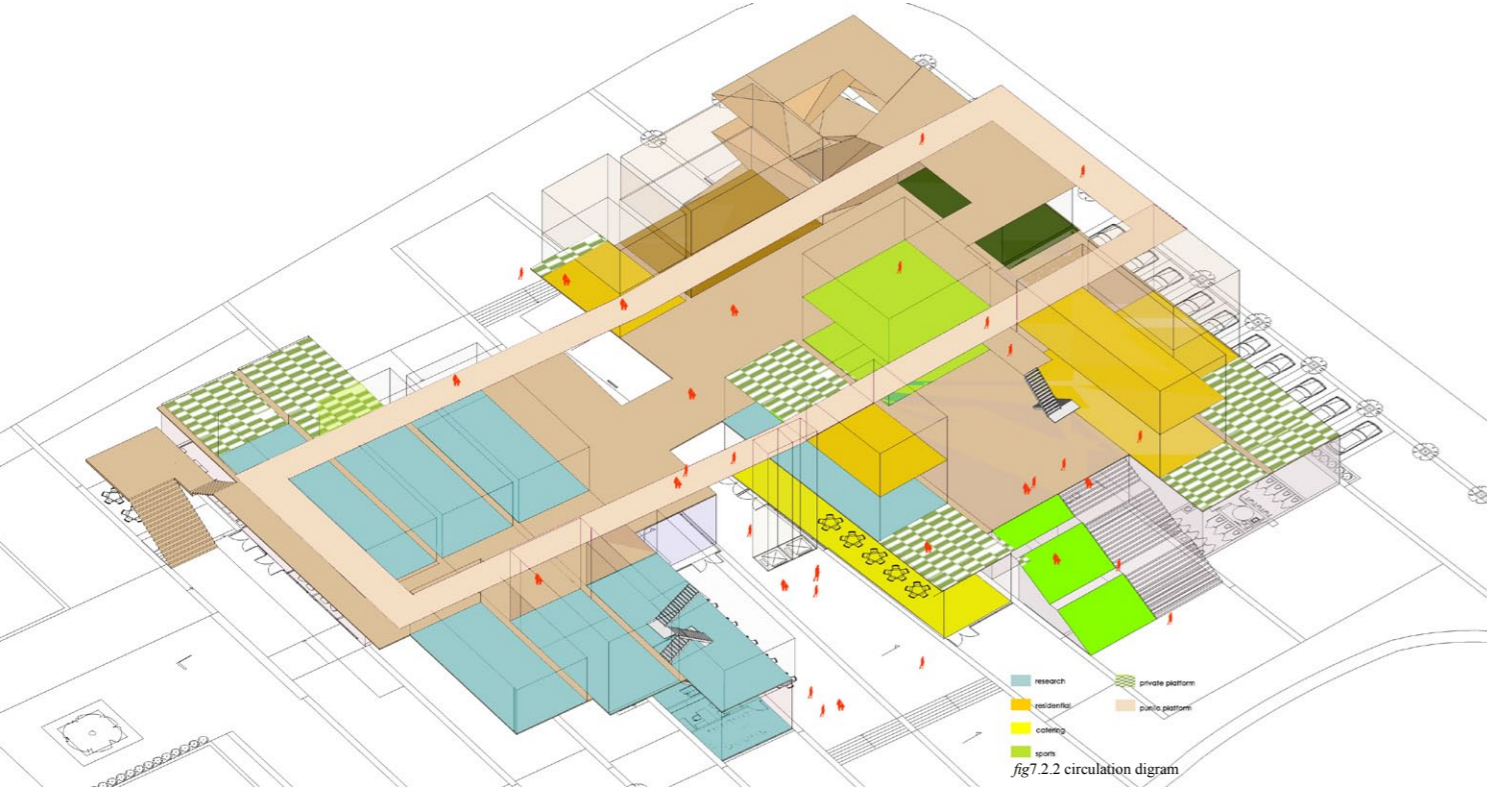 research
residential
catering
sports
private platform
public platform
fig7.2.2 circulation digram